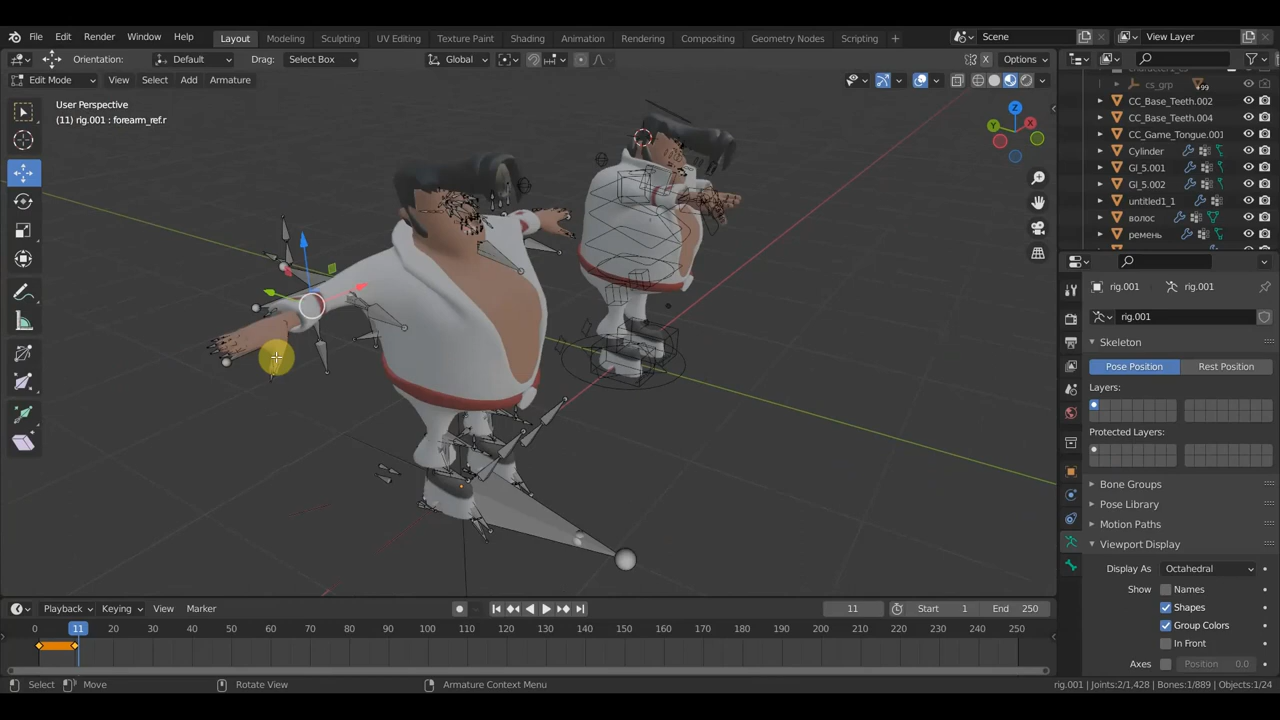 File Edit Render Window Help Layout Modeling Sculpting UV Editing Texture Paint Shading Animation Rendering Compositing Geometry Nodes Scripting + Scene View Layer
Orientation: Default Drag: Select Box Global X Options
Edit Mode View Select Add Armature
User Perspective
(11) rig.001 : forearm_ref.r
Z
Y
X
cs_grp 99
CC_Base_Teeth.002
CC_Base_Teeth.004
CC_Game_Tongue.001
Cylinder
GI_5.001
GI_5.002
untitled1_1
волос
ремень
rig.001 rig.001
rig.001
Skeleton
Pose Position Rest Position
Layers:
Protected Layers:
Bone Groups
Pose Library
Motion Paths
Viewport Display
Display As Octahedral
Show Names
Shapes
Group Colors
In Front
Axes Position 0.0
Playback Keying View Marker 11 Start 1 End 250
0 11 20 30 40 50 60 70 80 90 100 110 120 130 140 150 160 170 180 190 200 210 220 230 240 250
Select Move Rotate View Armature Context Menu rig.001 | Joints:2/1,428 | Bones:1/889 | Objects:1/24